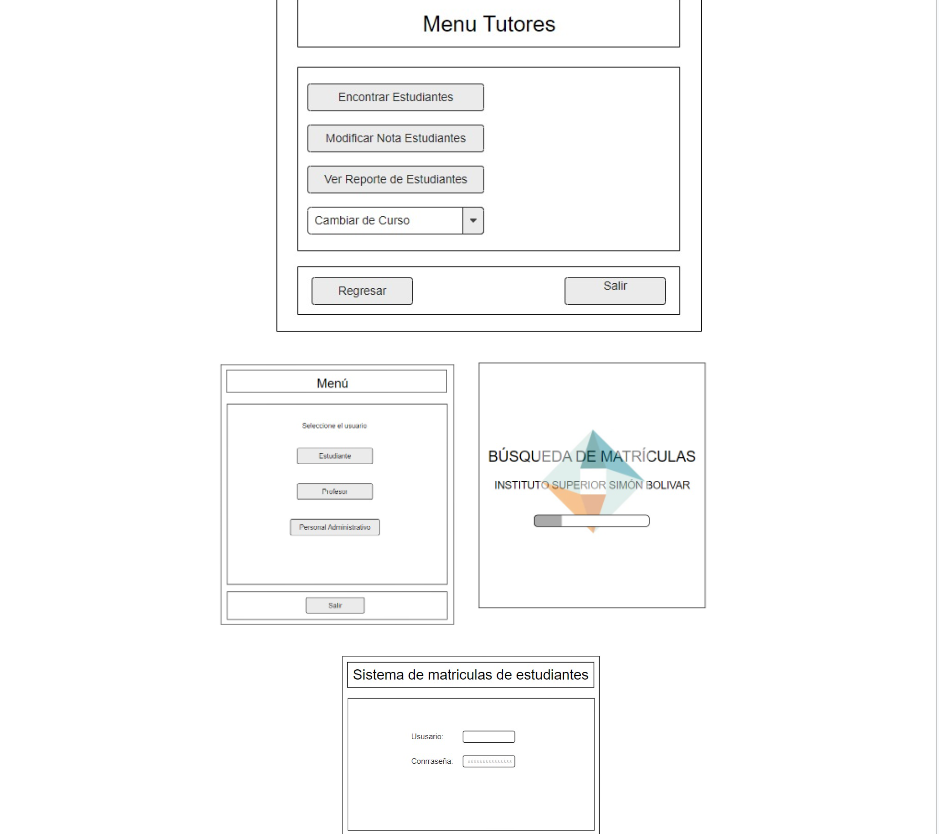 Menu Tutores
Encontrar Estudiantes
Modificar Nota Estudiantes
Ver Reporte de Estudiantes
Cambiar de Curso
Regresar
Salir
Menú
Seleccione el usuario
Estudiante
Profesor
Personal Administrativo
Salir
BÚSQUEDA DE MATRÍCULAS
INSTITUTO SUPERIOR SIMÓN BOLIVAR
Sistema de matriculas de estudiantes
Ususario:
Contraseña: